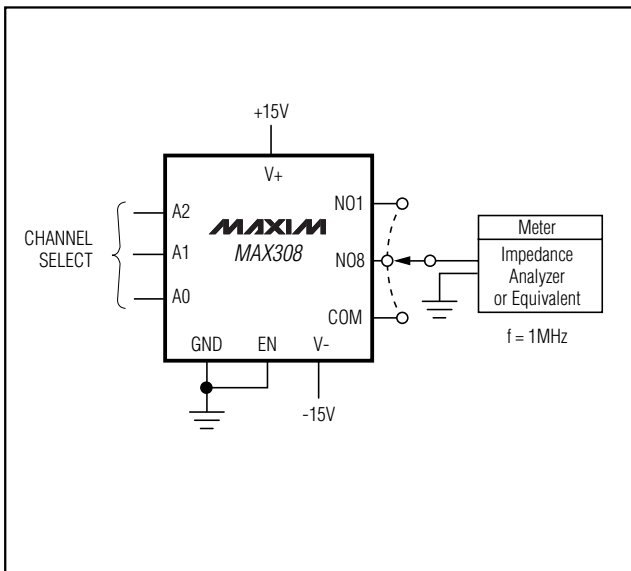 +15V
V+
CHANNEL
SELECT
A2
A1
A0
MAXIM
MAX308
NO1
NO8
COM
GND
EN
V-
-15V
Meter
Impedance
Analyzer
or Equivalent
f = 1MHz